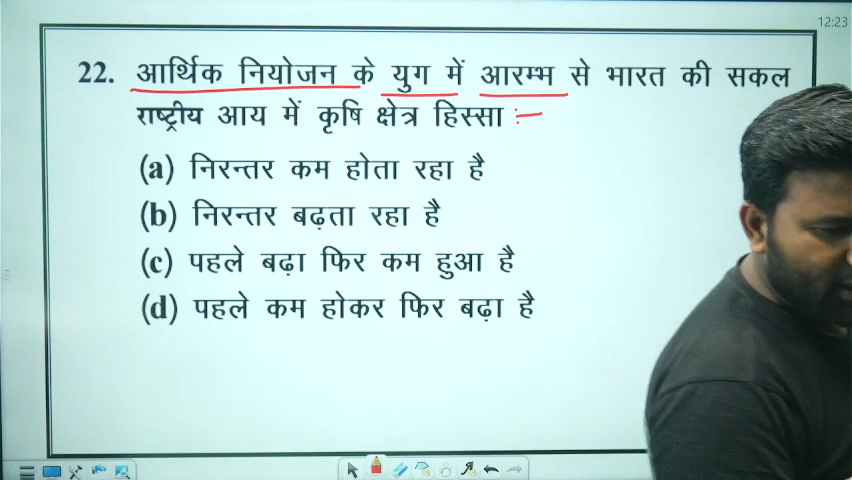 12:23
22. आर्थिक नियोजन के युग में आरम्भ से भारत की सकल
राष्ट्रीय आय में कृषि क्षेत्र हिस्सा :-
(a) निरन्तर कम होता रहा है
(b) निरन्तर बढ़ता रहा है
(c) पहले बढ़ा फिर कम हुआ है
(d) पहले कम होकर फिर बढ़ा है